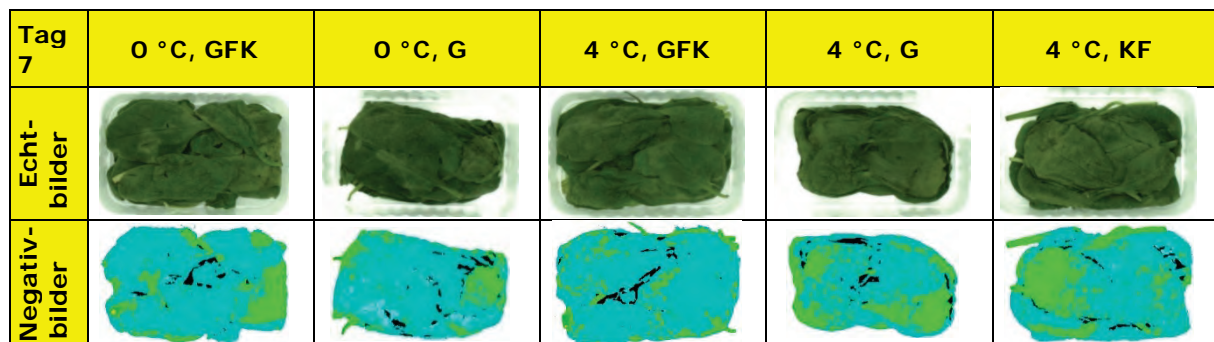 Tag
7
0 °C, GFK
0 °C, G
4 °C, GFK
4 °C, G
4 °C, KF
Echt-
bilder
Negativ-
bilder